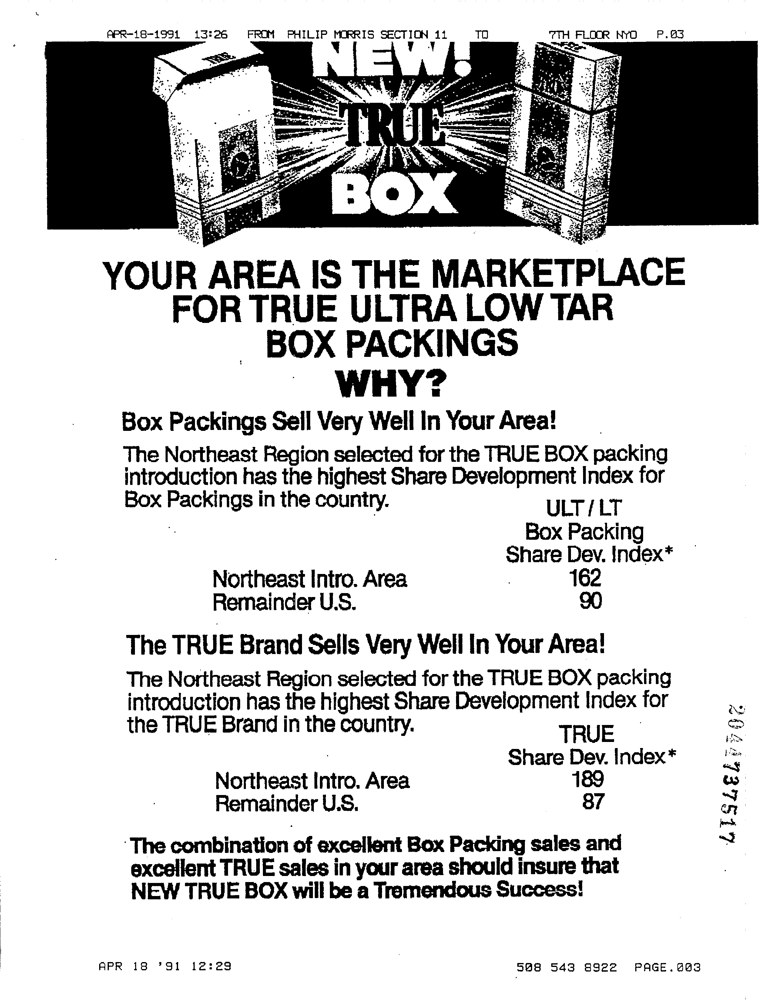 APR-18-1991 13:26 FROM PHILIP MORRIS SECTION 11 TO 7TH FLOOR NYO P.03
NEW!
TRUE
BOX
YOUR AREA IS THE MARKETPLACE
FOR TRUE ULTRA LOW TAR
BOX PACKINGS
WHY?
Box Packings Sell Very Well In Your Area!
The Northeast Region selected for the TRUE BOX packing
introduction has the highest Share Development Index for
Box Packings in the country.
ULT / LT
Box Packing
Share Dev. Index*
Northeast Intro. Area 162
Remainder U.S. 90
The TRUE Brand Sells Very Well In Your Area!
The Northeast Region selected for the TRUE BOX packing
introduction has the highest Share Development Index for
the TRUE Brand in the country.
TRUE
Share Dev. Index*
Northeast Intro. Area 189
Remainder U.S. 87
The combination of excellent Box Packing sales and
excellent TRUE sales in your area should insure that
NEW TRUE BOX will be a Tremendous Success!
2044737517
APR 18 '91 12:29 508 543 8922 PAGE.003